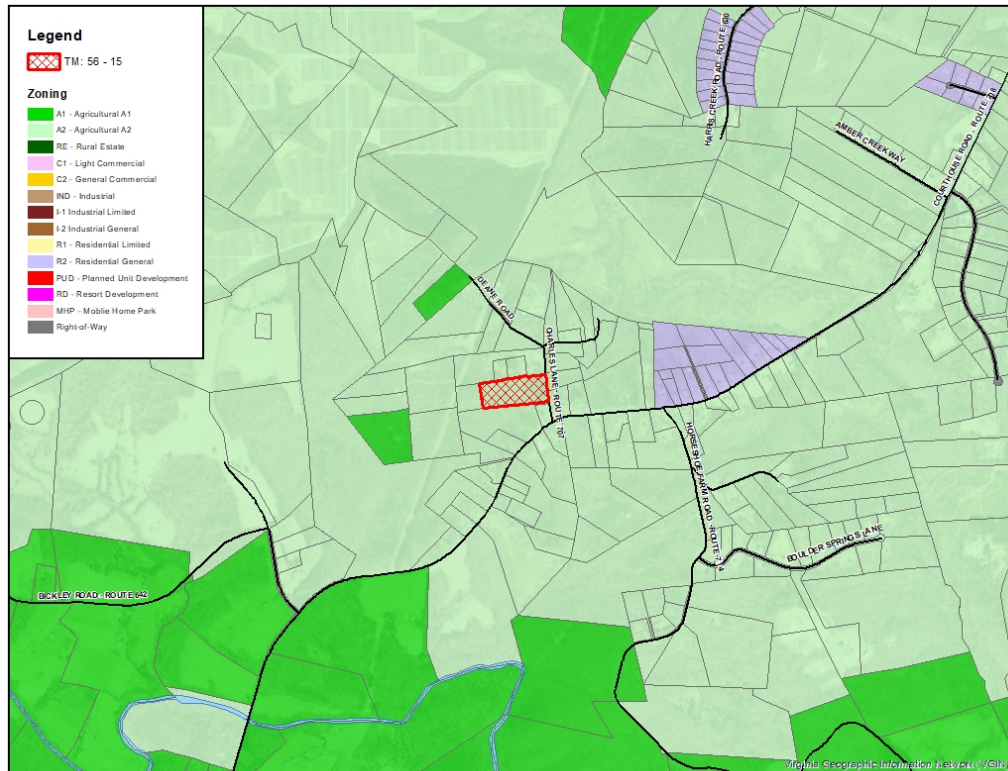 Legend
TM: 56 - 15
Zoning
A1 - Agricultural A1
A2 - Agricultural A2
RE - Rural Estate
C1 - Light Commercial
C2 - General Commercial
IND - Industrial
I-1 Industrial Limited
I-2 Industrial General
R1 - Residential Limited
R2 - Residential General
PUD - Planned Unit Development
RD - Resort Development
MHP - Moblie Home Park
Right-of-Way
HARRIS CREEK ROAD - ROUTE
AMBER CREEK WAY
COURTHOUSE ROAD - ROUTE
DEANE ROAD
CHARLES LANE - ROUTE 707
HORSESHOE FARM ROAD - ROUTE
BOULDER SPRINGS LANE
BICKLEY ROAD - ROUTE 642
Virginia Geographic Information Network